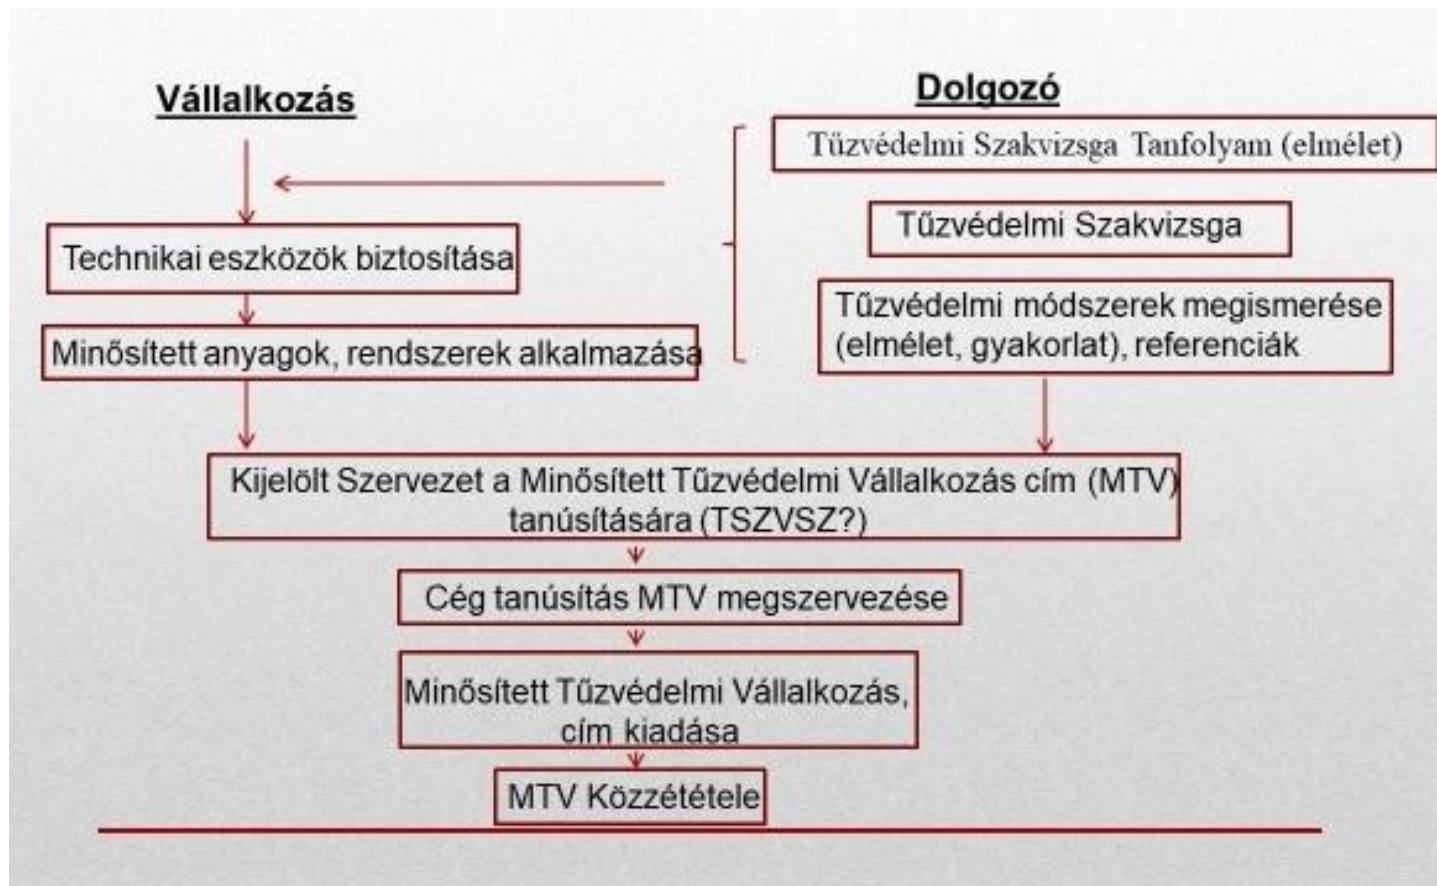 Vállalkozás
Technikai eszközök biztosítása
Minősített anyagok, rendszerek alkalmazása
Dolgozó
Tűzvédelmi Szakvizsga Tanfolyam (elmélet)
Tűzvédelmi Szakvizsga
Tűzvédelmi módszerek megismerése
(elmélet, gyakorlat), referenciák
Kijelölt Szervezet a Minősített Tűzvédelmi Vállalkozás cím (MTV)
tanúsítására (TSZVSZ?)
Cég tanúsítás MTV megszervezése
Minősített Tűzvédelmi Vállalkozás,
cím kiadása
MTV Közzététele